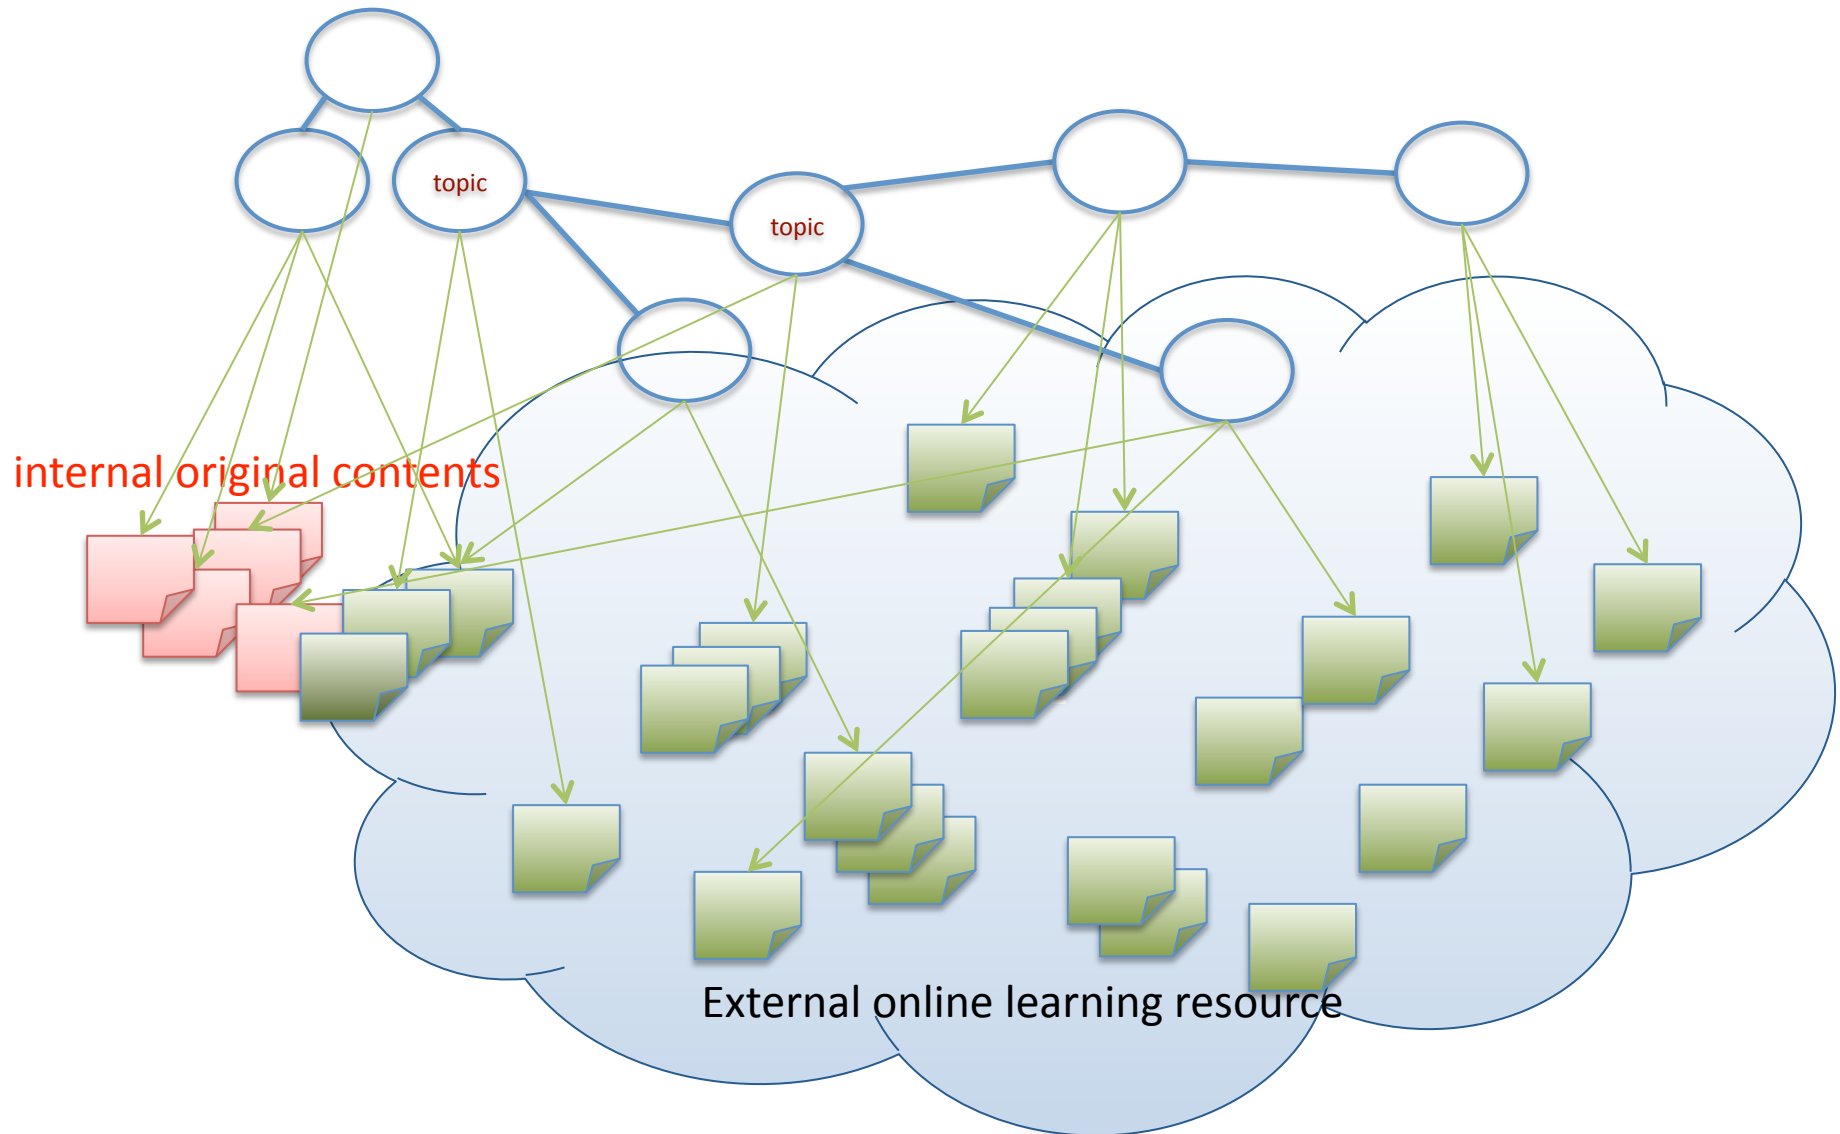 topic
topic
internal original contents
External online learning resource